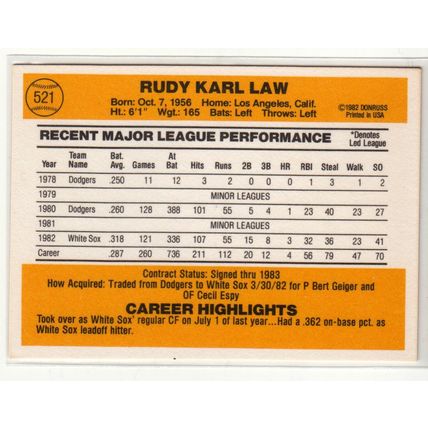 521
RUDY KARL LAW
Born: Oct. 7, 1956 Home: Los Angeles, Calif.
Ht.: 6'1" Wgt.: 165 Bats: Left Throws: Left
©1982 DONRUSS
Printed in USA
RECENT MAJOR LEAGUE PERFORMANCE
*Denotes
Led League
Year Team Name Bat. Avg. Games At Bat Hits Runs 2B 3B HR RBI Steal Walk SO
1978 Dodgers .250 11 12 3 2 0 0 0 1 3 1 2
1979 MINOR LEAGUES
1980 Dodgers .260 128 388 101 55 5 4 1 23 40 23 27
1981 MINOR LEAGUES
1982 White Sox .318 121 336 107 55 15 8 3 32 36 23 41
Career .287 260 736 211 112 20 12 4 56 79 47 70
Contract Status: Signed thru 1983
How Acquired: Traded from Dodgers to White Sox 3/30/82 for P Bert Geiger and
OF Cecil Espy
CAREER HIGHLIGHTS
Took over as White Sox' regular CF on July 1 of last year...Had a .362 on-base pct. as
White Sox leadoff hitter.